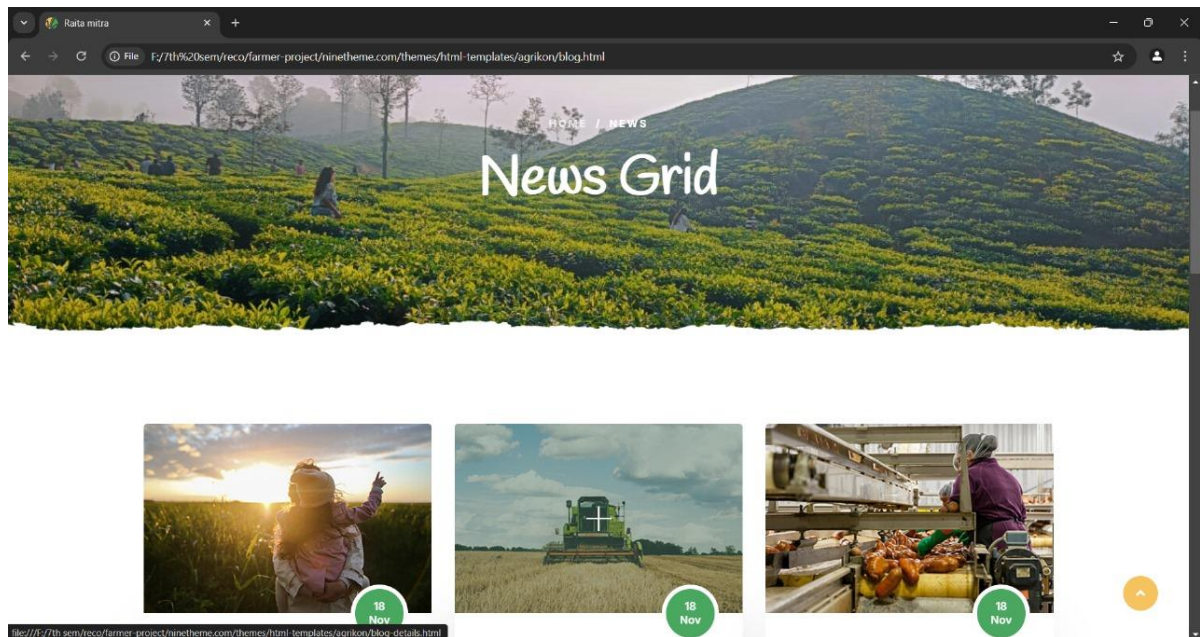 Raita mitra
File F:/7th%20sem/reco/farmer-project/ninetheme.com/themes/html-templates/agrikon/blog.html
HOME / NEWS
News Grid
18
Nov
18
Nov
18
Nov
file:///F:/7th sem/reco/farmer-project/ninetheme.com/themes/html-templates/agrikon/blog-details.html